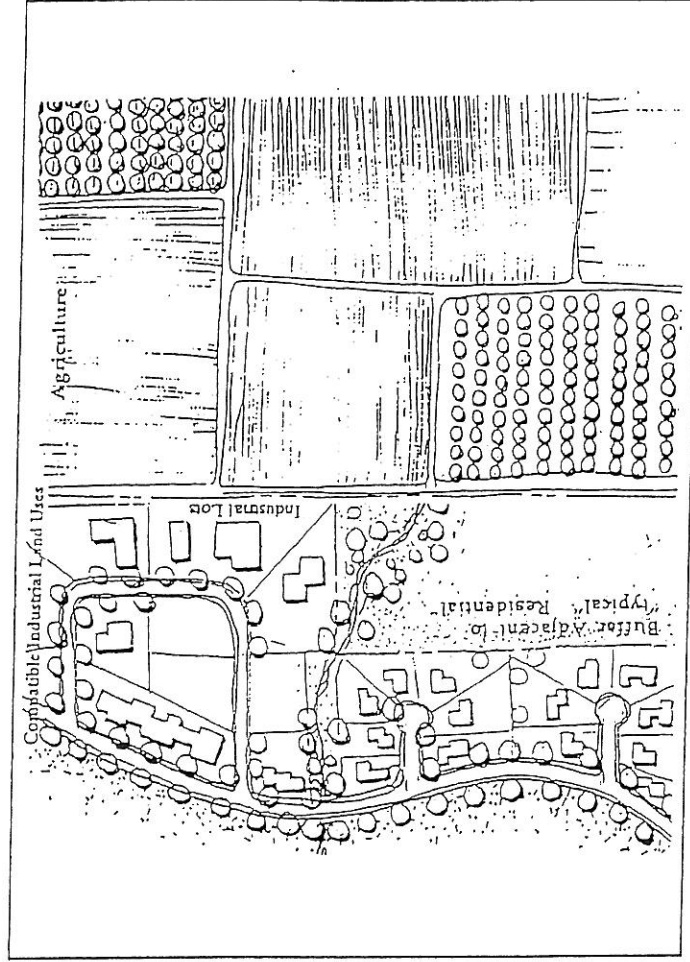 Compatible Industrial Land Uses
Agriculture
Industrial Lots
Buffer Adjacent to
"typical" Residential